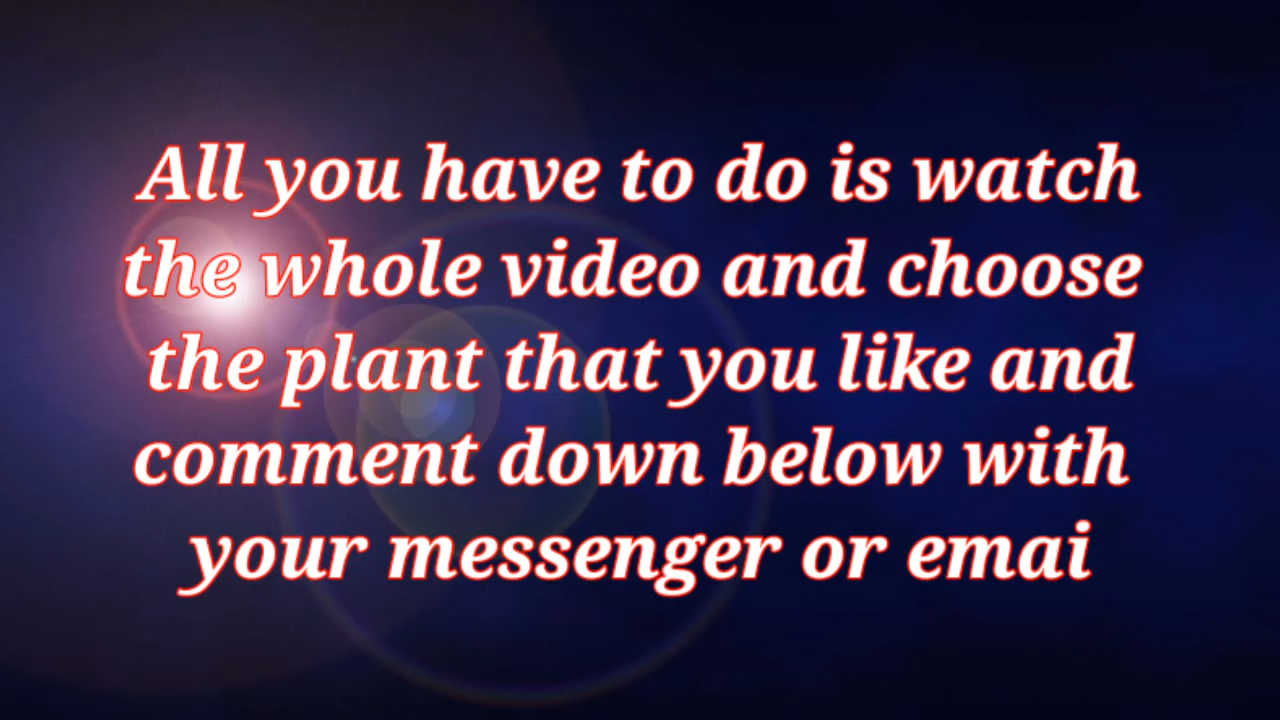 All you have to do is watch
the whole video and choose
the plant that you like and
comment down below with
your messenger or emai